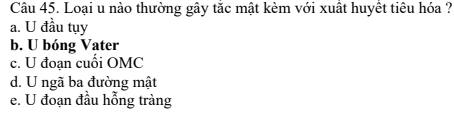 Câu 45. Loại u nào thường gây tắc mật kèm với xuất huyết tiêu hóa ?
a. U đầu tụy
b. U bóng Vater
c. U đoạn cuối OMC
d. U ngã ba đường mật
e. U đoạn đầu hỗng tràng